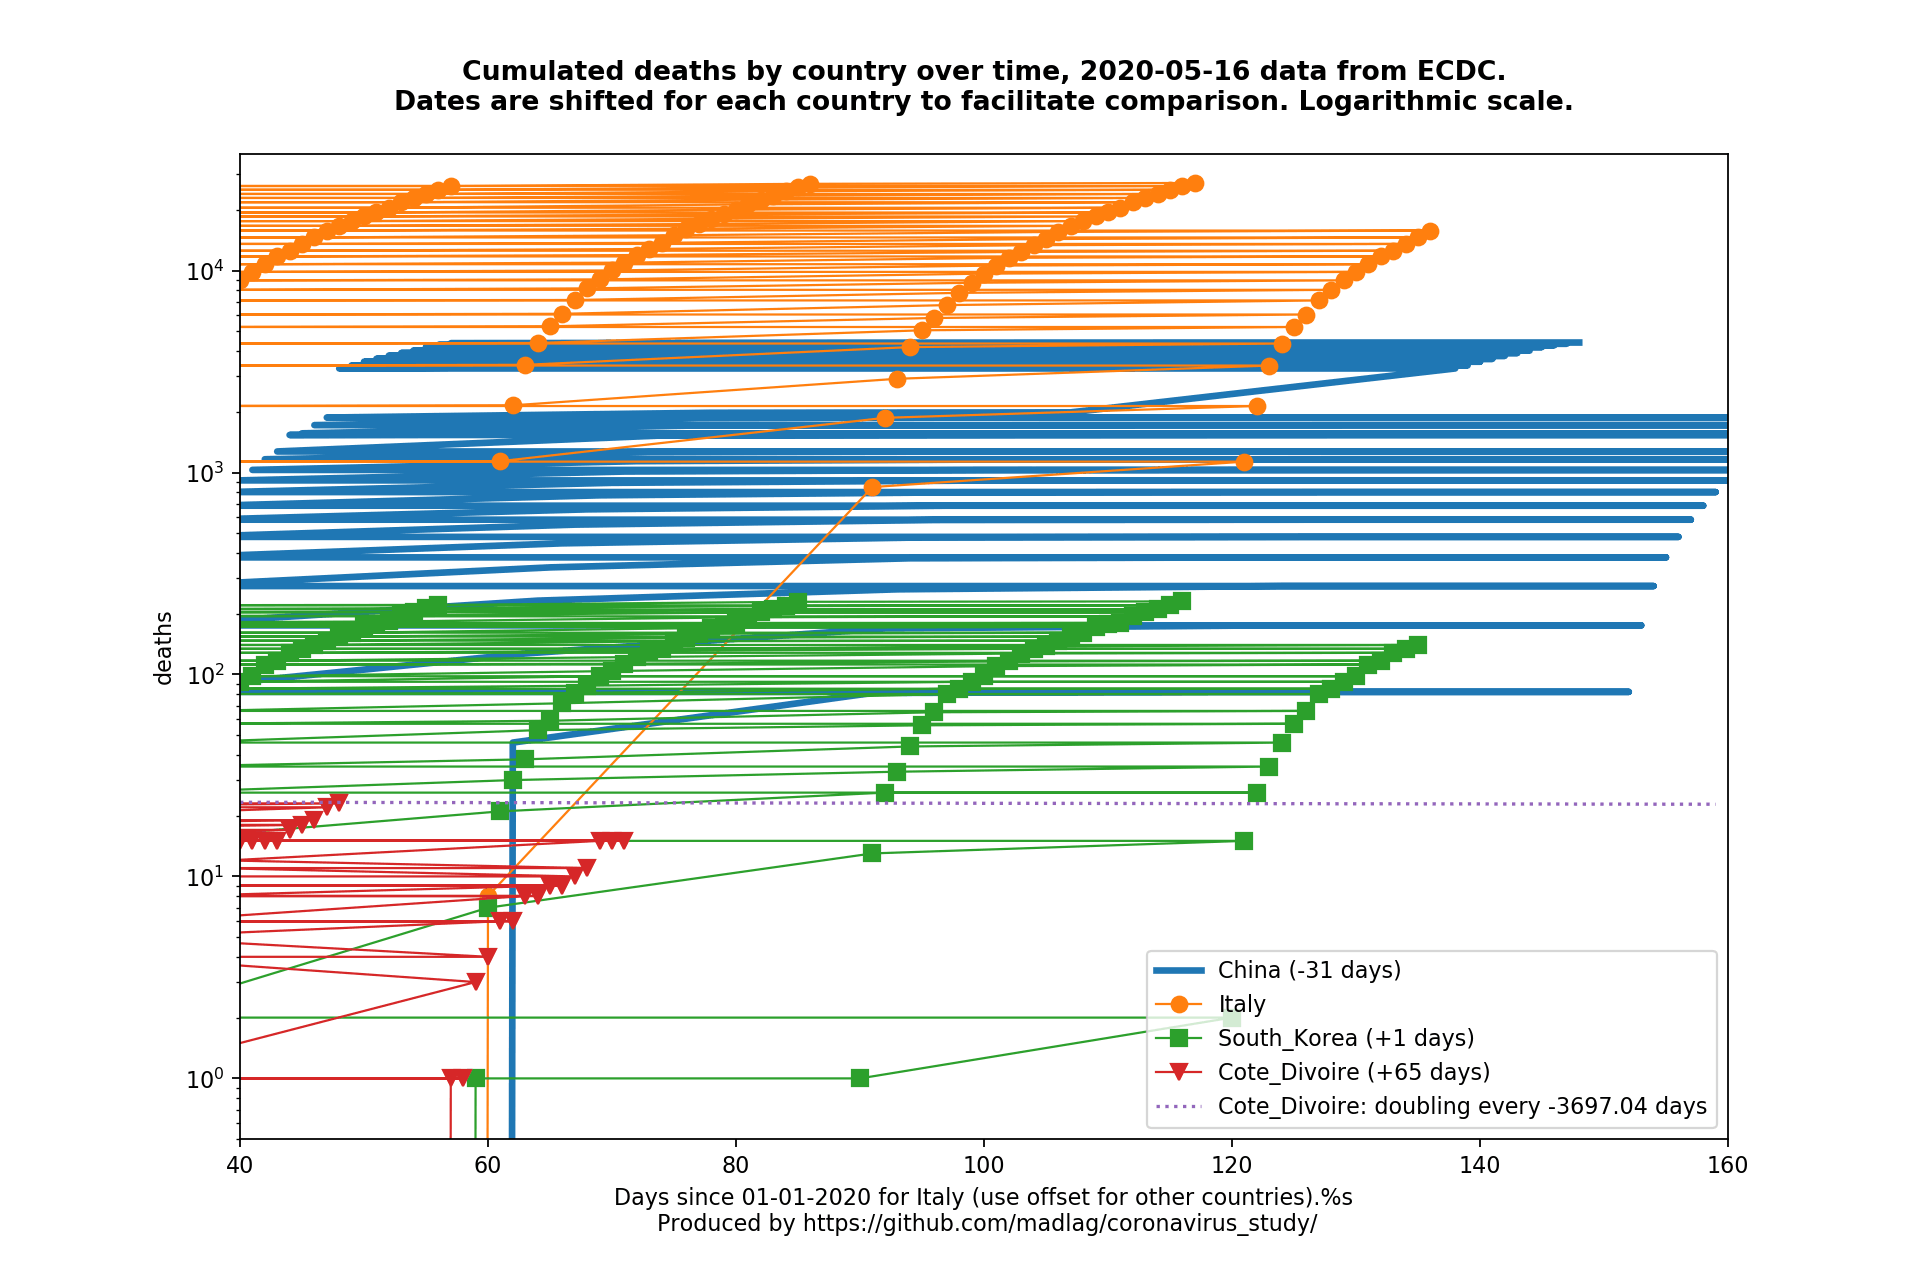 Cumulated deaths by country over time, 2020-05-16 data from ECDC.
Dates are shifted for each country to facilitate comparison. Logarithmic scale.
deaths
10^4
10^3
10^2
10^1
10^0
China (-31 days)
Italy
South_Korea (+1 days)
Cote_Divoire (+65 days)
Cote_Divoire: doubling every -3697.04 days
40 60 80 100 120 140 160
Days since 01-01-2020 for Italy (use offset for other countries).%s
Produced by https://github.com/madlag/coronavirus_study/